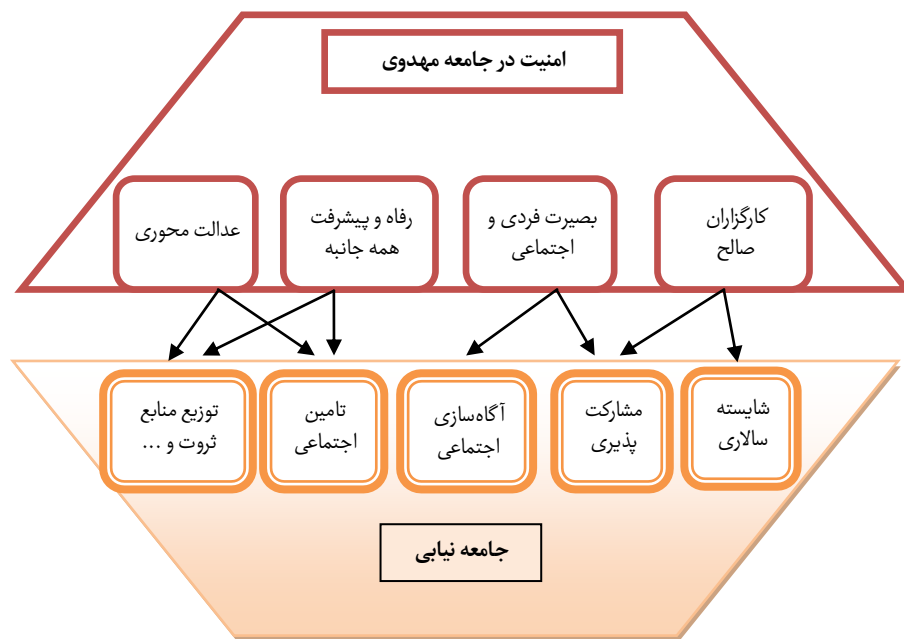 امنیت در جامعه مهدوی
کارگزاران
صالح
بصیرت فردی و
اجتماعی
رفاه و پیشرفت
همه جانبه
عدالت محوری
شایسته
سالاری
مشارکت
پذیری
آگاه‌سازی
اجتماعی
تامین
اجتماعی
توزیع منابع
ثروت و ...
جامعه نیابی